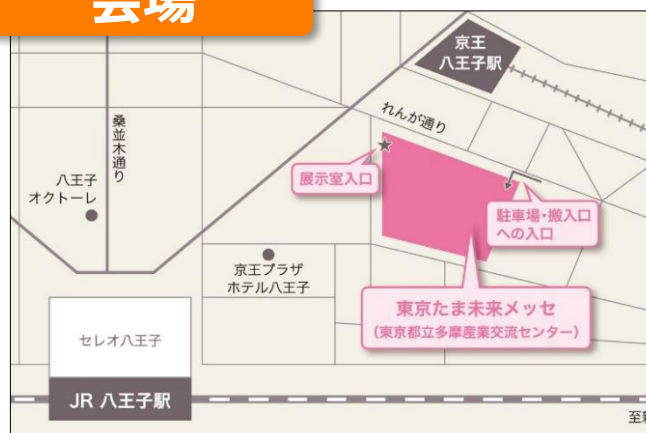 会場
京王
八王子駅
れんが通り
桑並木通り
展示室入口
八王子
オクトーレ
駐車場・搬入口
への入口
京王プラザ
ホテル八王子
東京たま未来メッセ
(東京都立多摩産業交流センター)
セレオ八王子
JR 八王子駅
至